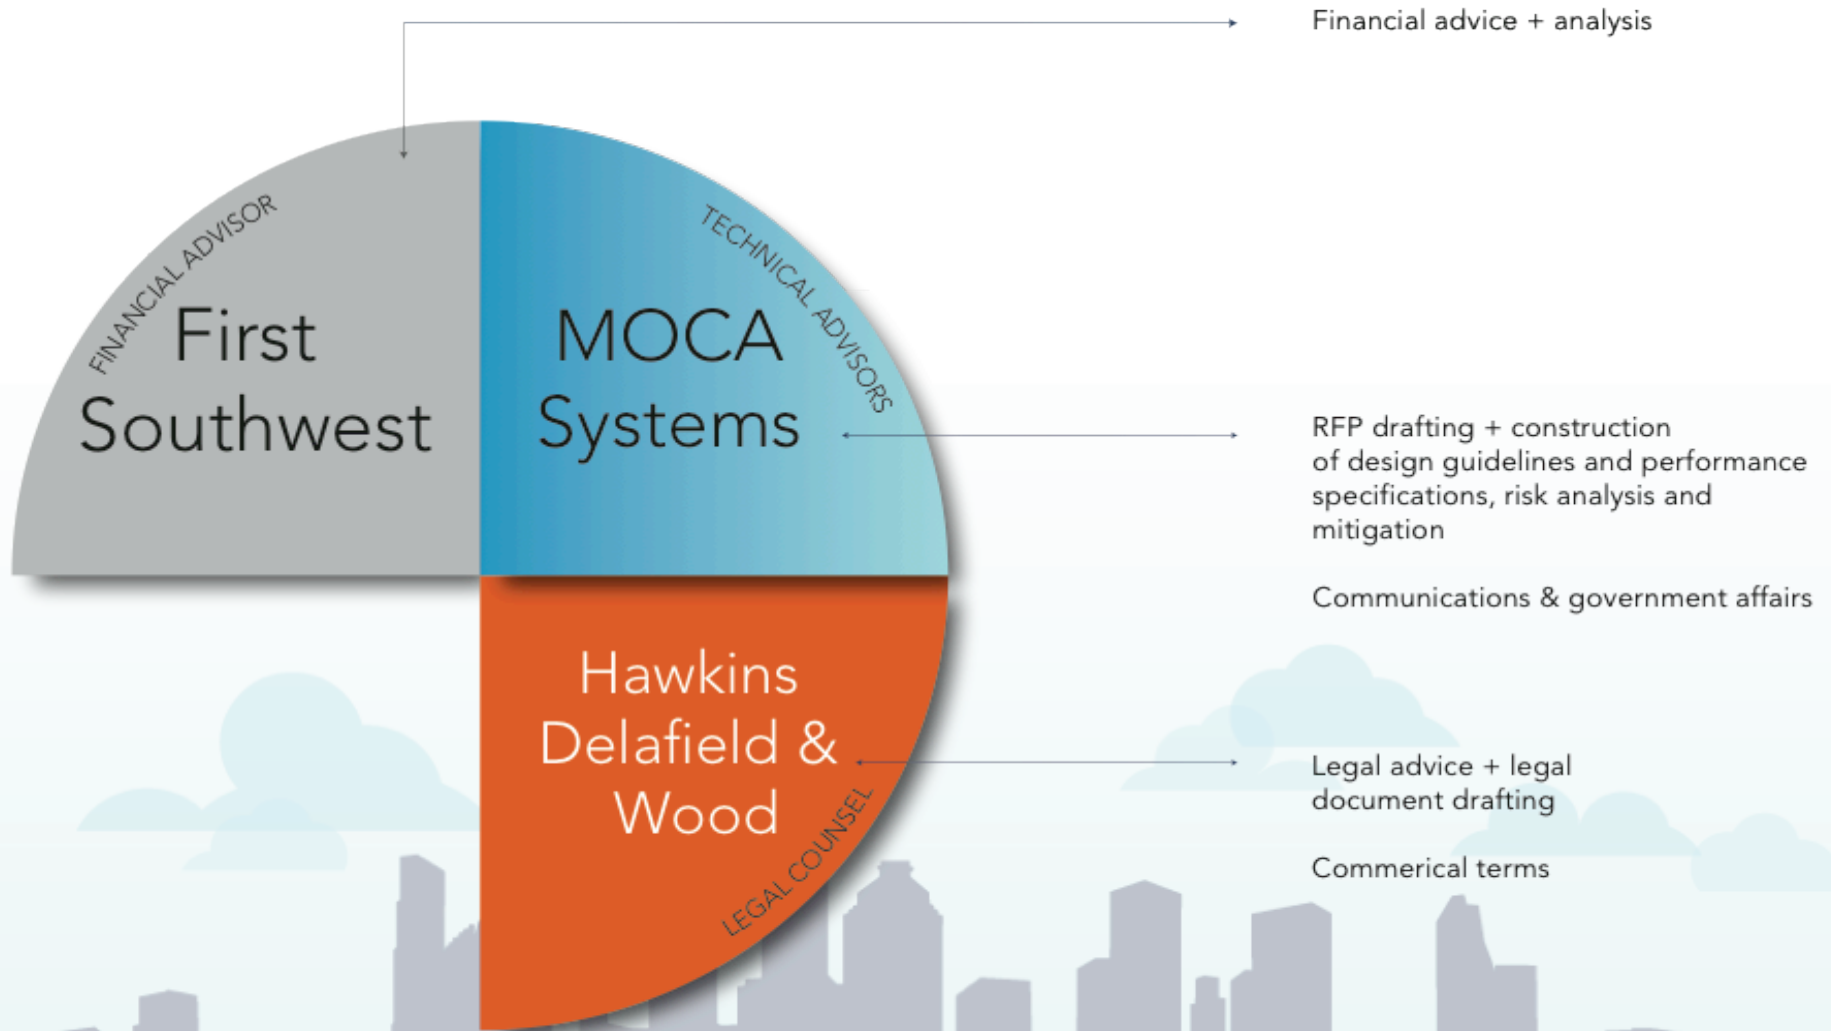 Financial advice + analysis
FINANCIAL ADVISOR
First
Southwest
TECHNICAL ADVISORS
MOCA
Systems
RFP drafting + construction
of design guidelines and performance
specifications, risk analysis and
mitigation
Communications & government affairs
Hawkins
Delafield &
Wood
LEGAL COUNSEL
Legal advice + legal
document drafting
Commerical terms